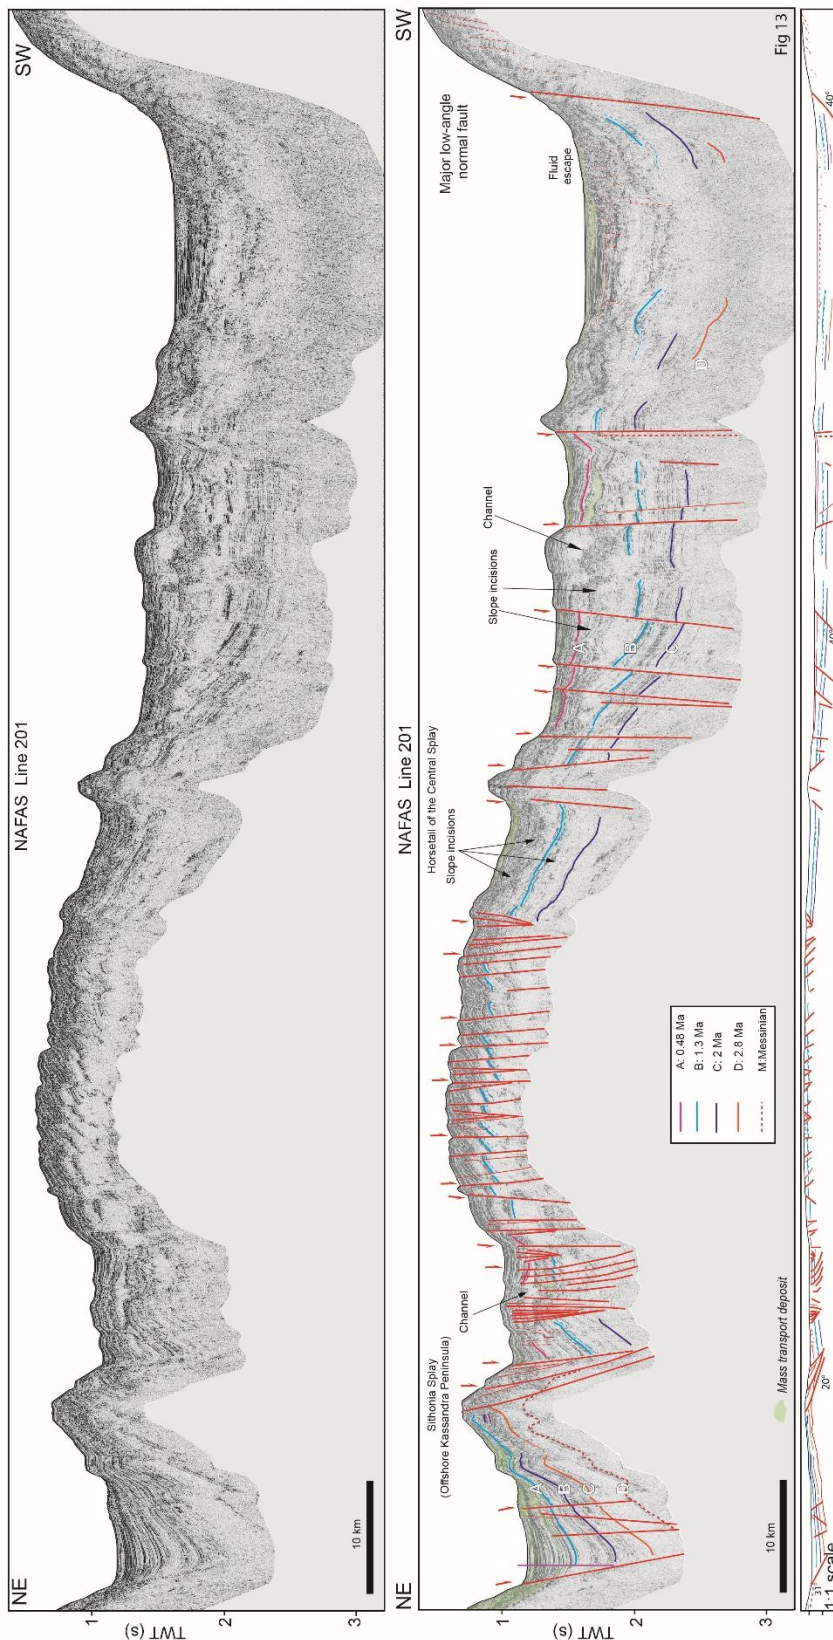 NE
NAFAS Line 201
SW
1
2
3
TWT (s)
10 km
NE
NAFAS Line 201
SW
Sithonia Splay
(Offshore Kassandra Peninsula)
Channel
Horsetail of the Central Splay
Slope incisions
Slope incisions
Channel
Fluid
escape
Major low-angle
normal fault
A
B
C
D
A
B
C
D
1
2
3
TWT (s)
10 km
Mass transport deposit
A: 0.48 Ma
B: 1.3 Ma
C: 2 Ma
D: 2.8 Ma
M:Messinian
Fig 13
31
20°
40°
40°
1:1 scale